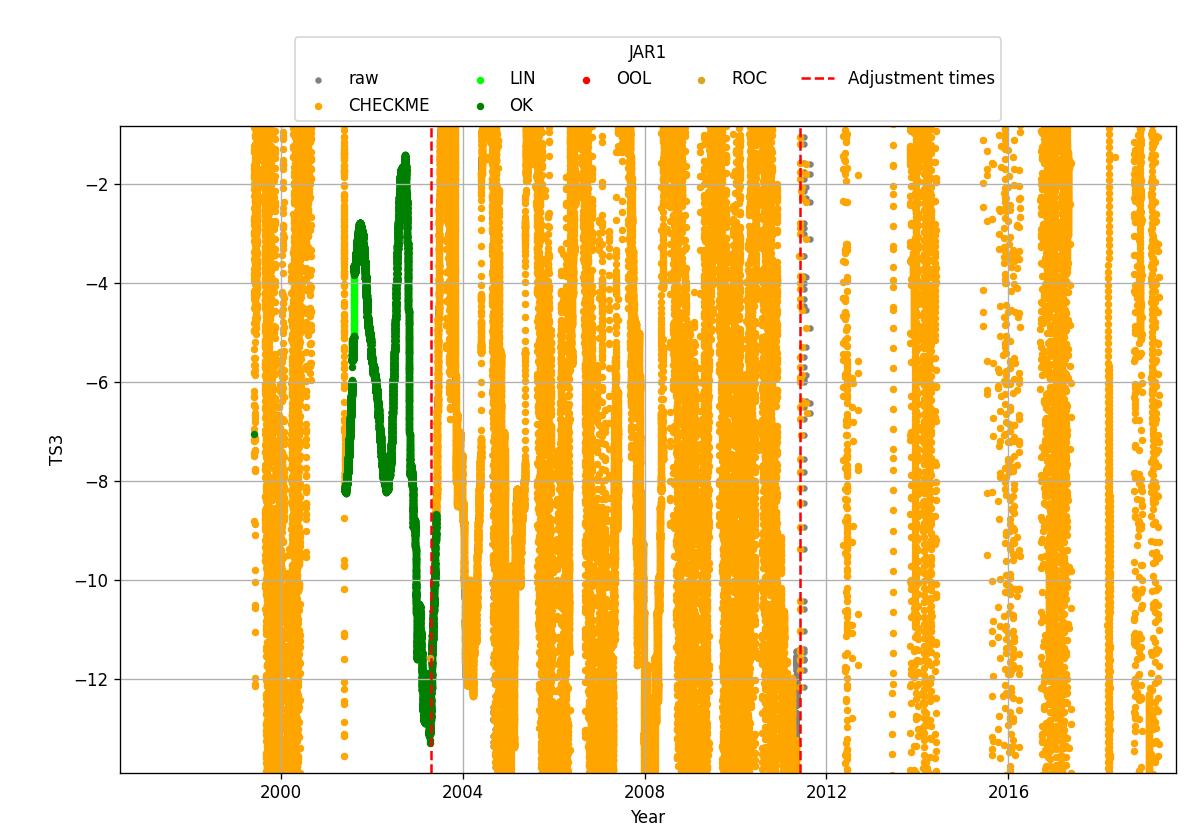 JAR1
raw LIN OOL ROC Adjustment times
CHECKME OK
−2
−4
−6
−8
−10
−12
TS3
2000 2004 2008 2012 2016
Year